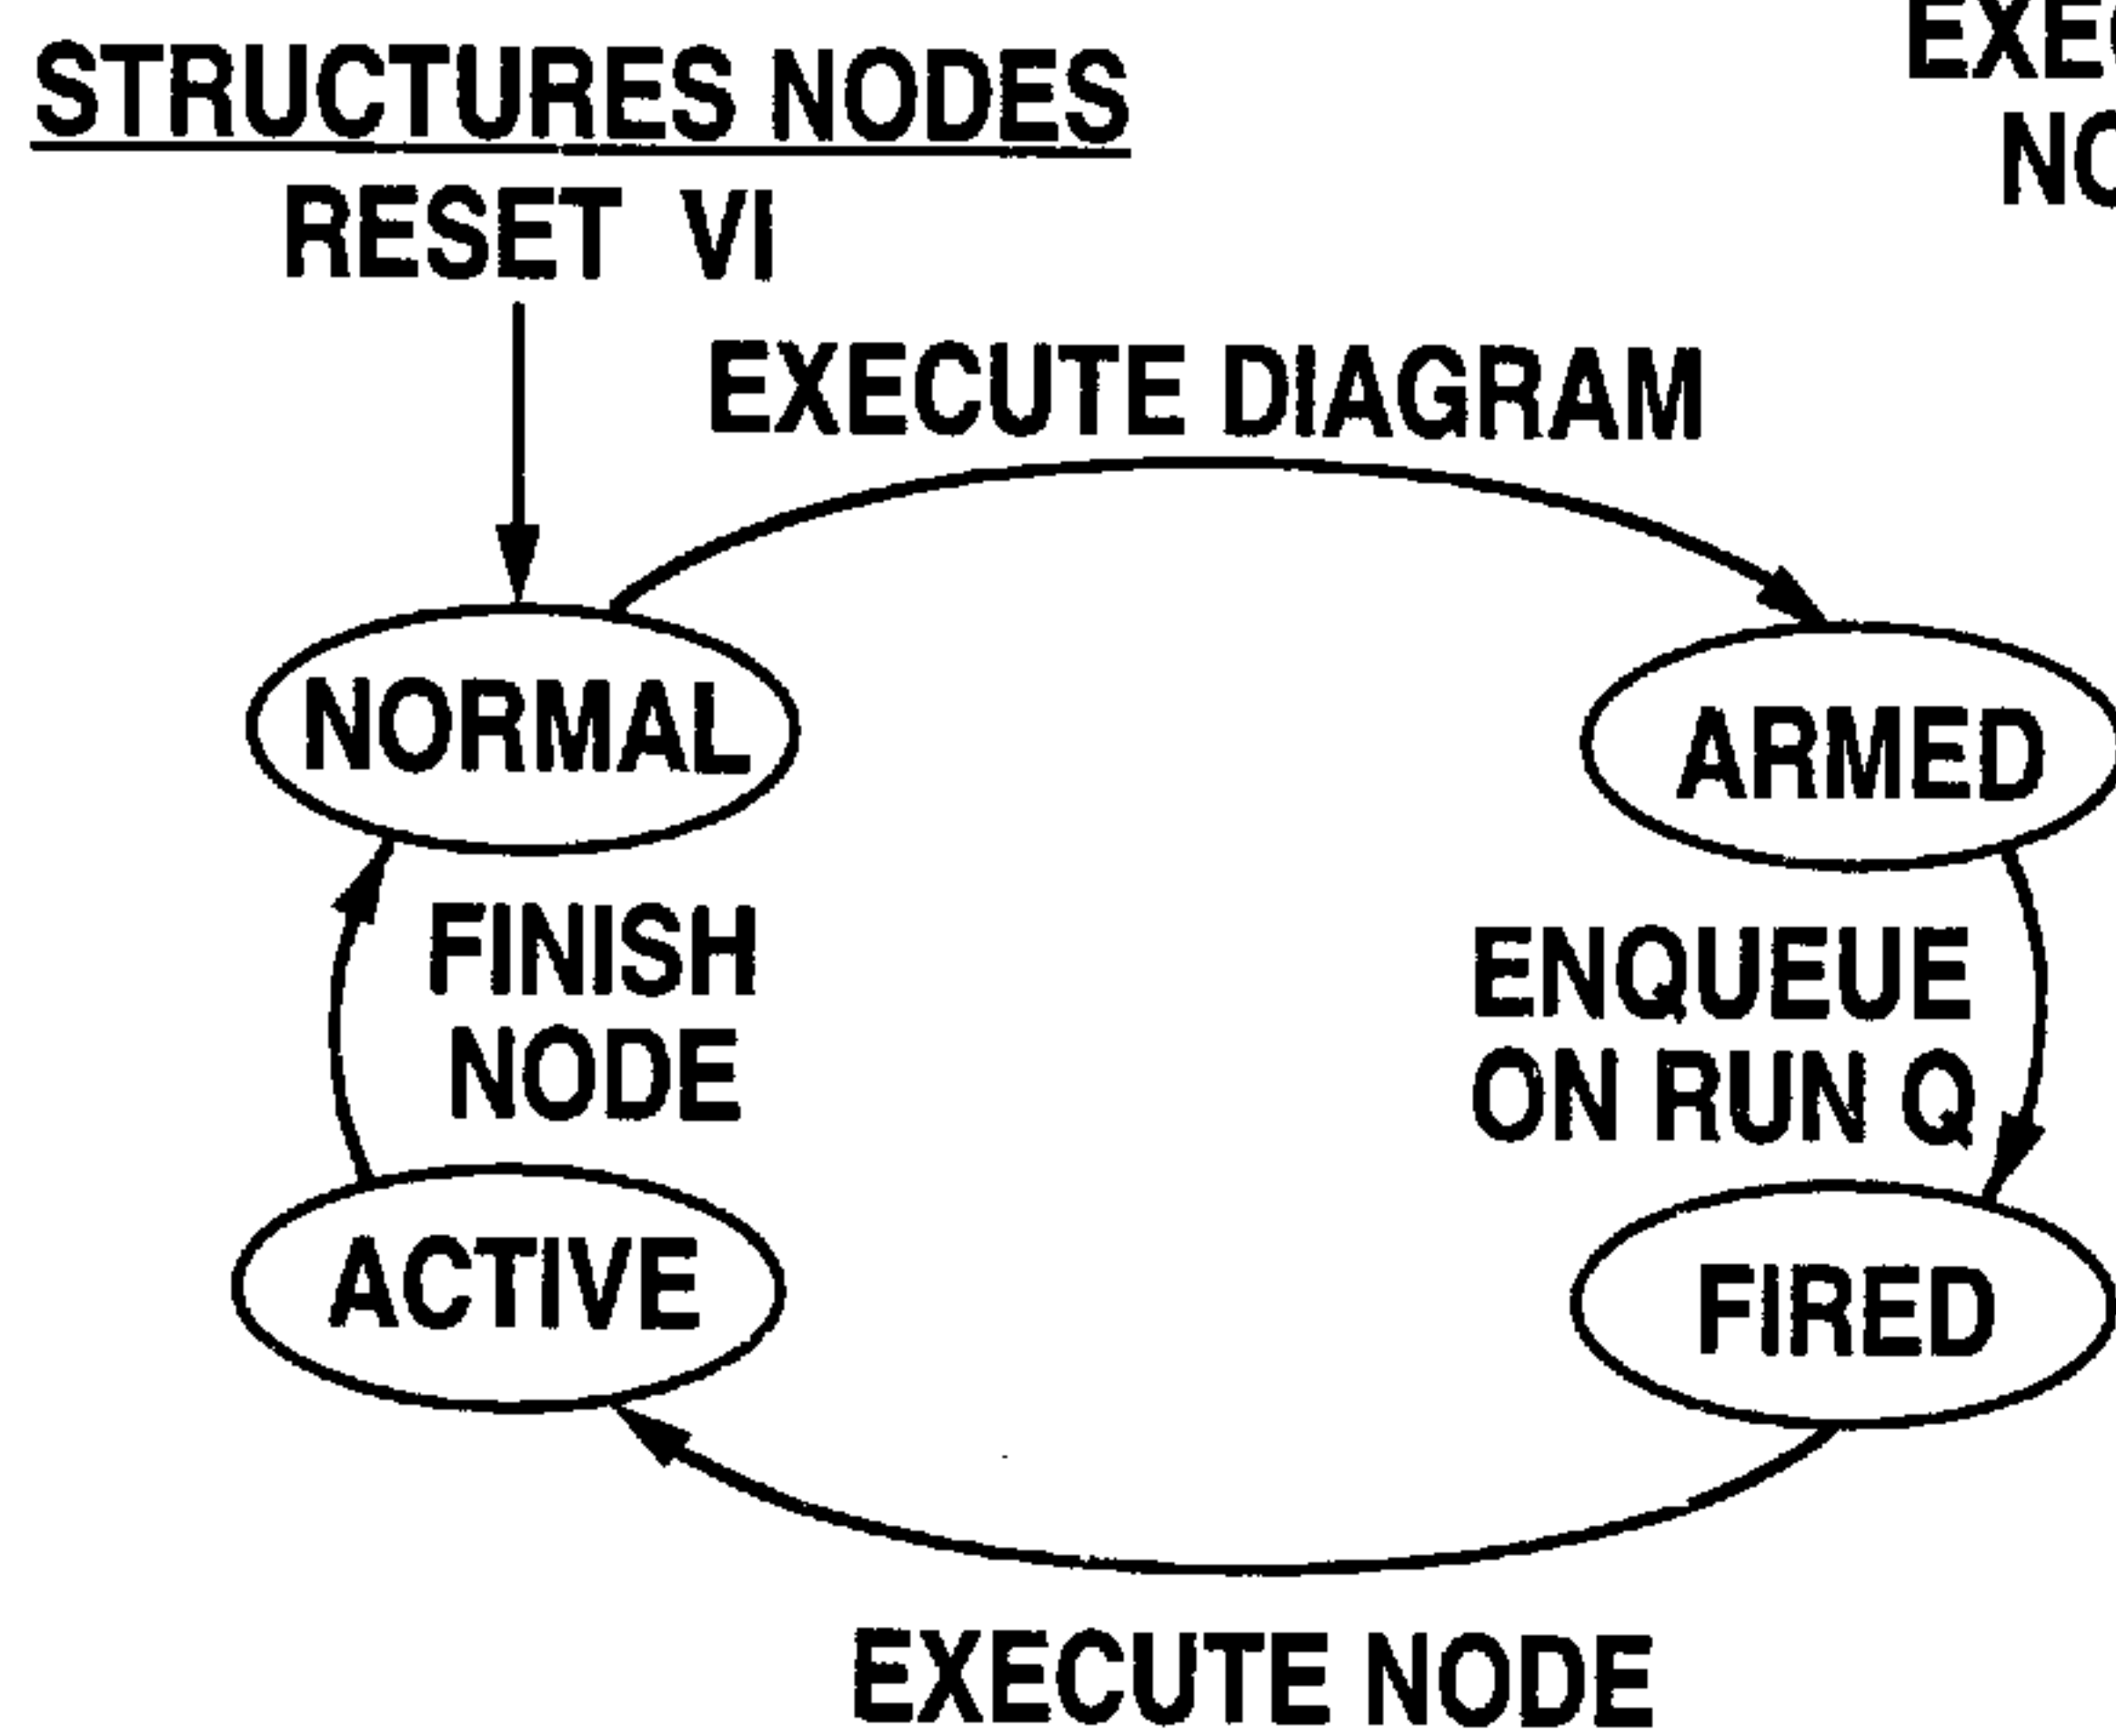 STRUCTURES NODES
RESET VI
EXECUTE DIAGRAM
NORMAL
ARMED
FINISH
NODE
ENQUEUE
ON RUN Q
ACTIVE
FIRED
EXECUTE NODE